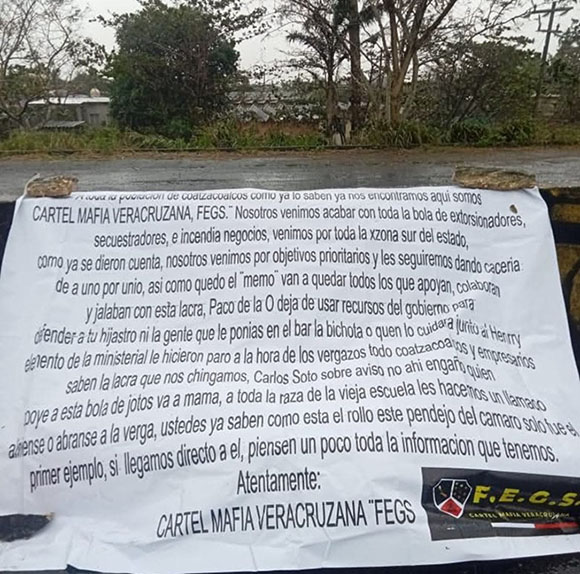 A toda la poblacion de coatzacoalcos como ya lo saben ya nos encontramos aqui somos
CARTEL MAFIA VERACRUZANA, FEGS.¨ Nosotros venimos acabar con toda la bola de extorsionadores,
secuestradores, e incendia negocios, venimos por toda la xzona sur del estado,
como ya se dieron cuenta, nosotros venimos por objetivos prioritarios y les seguiremos dando caceria
de a uno por unio, asi como quedo el ¨memo¨ van a quedar todos los que apoyan, colaboran
y jalaban con esta lacra, Paco de la O deja de usar recursos del gobierno para
difender a tu hijastro ni la gente que le ponias en el bar la bichota o quen lo cuidara junto al Henrry
elemento de la ministerial le hicieron paro a la hora de los vergazos todo coatzacoalcos y empresarios
saben la lacra que nos chingamos, Carlos Soto sobre aviso no ahi engaño quien
poye a esta bola de jotos va a mama, a toda la raza de la vieja escuela les hacemos un llamado
alinense o abranse a la verga, ustedes ya saben como esta el rollo este pendejo del camaro solo fue el
primer ejemplo, si llegamos directo a el, piensen un poco toda la informacion que tenemos.
Atentamente:
CARTEL MAFIA VERACRUZANA ¨FEGS
F.E.G.S.
CARTEL MAFIA VERACRUZANA